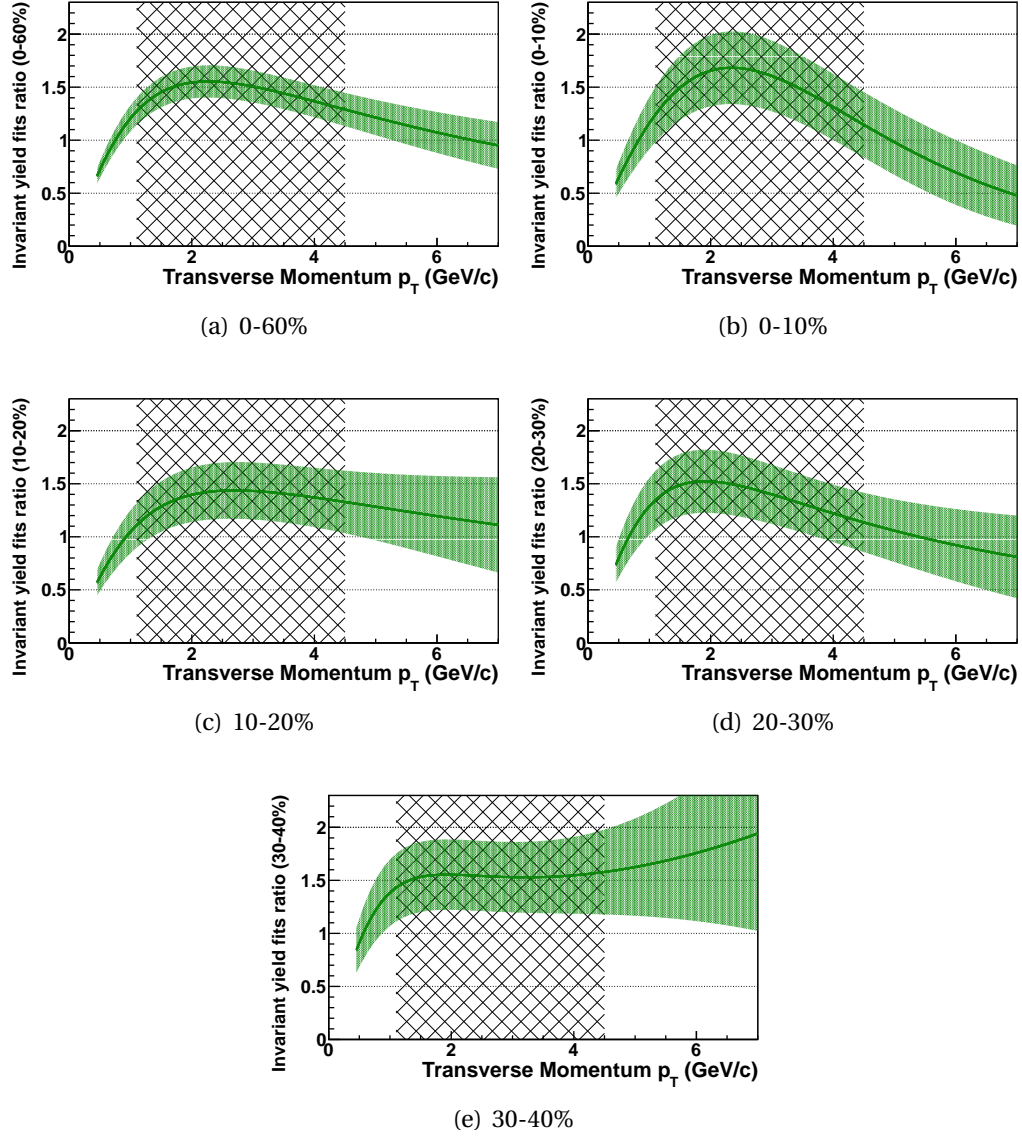 Invariant yield fits ratio (0-60%)
2
1.5
1
0.5
0
0 2 4 6
Transverse Momentum p_T (GeV/c)
(a) 0-60%
Invariant yield fits ratio (0-10%)
2
1.5
1
0.5
0
0 2 4 6
Transverse Momentum p_T (GeV/c)
(b) 0-10%
Invariant yield fits ratio (10-20%)
2
1.5
1
0.5
0
0 2 4 6
Transverse Momentum p_T (GeV/c)
(c) 10-20%
Invariant yield fits ratio (20-30%)
2
1.5
1
0.5
0
0 2 4 6
Transverse Momentum p_T (GeV/c)
(d) 20-30%
Invariant yield fits ratio (30-40%)
2
1.5
1
0.5
0
0 2 4 6
Transverse Momentum p_T (GeV/c)
(e) 30-40%